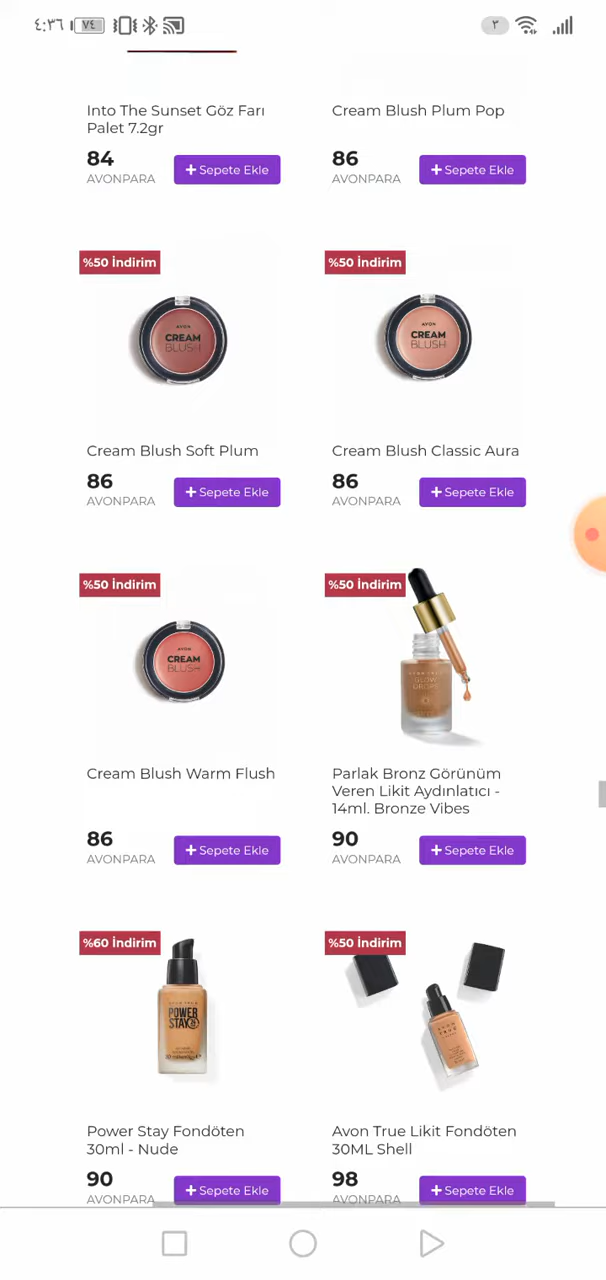 ٤:٣٦ ٧٤ ٢
Into The Sunset Göz Farı
Palet 7.2gr
84
AVONPARA
+ Sepete Ekle
Cream Blush Plum Pop
86
AVONPARA
+ Sepete Ekle
%50 İndirim
AVON
CREAM
BLUSH
Cream Blush Soft Plum
86
AVONPARA
+ Sepete Ekle
%50 İndirim
AVON
CREAM
BLUSH
Cream Blush Classic Aura
86
AVONPARA
+ Sepete Ekle
%50 İndirim
AVON
CREAM
BLUSH
Cream Blush Warm Flush
86
AVONPARA
+ Sepete Ekle
%50 İndirim
GLOW
DROPS
Parlak Bronz Görünüm
Veren Likit Aydınlatıcı -
14ml. Bronze Vibes
90
AVONPARA
+ Sepete Ekle
%60 İndirim
POWER
STAY
Power Stay Fondöten
30ml - Nude
90
AVONPARA
+ Sepete Ekle
%50 İndirim
Avon True Likit Fondöten
30ML Shell
98
AVONPARA
+ Sepete Ekle